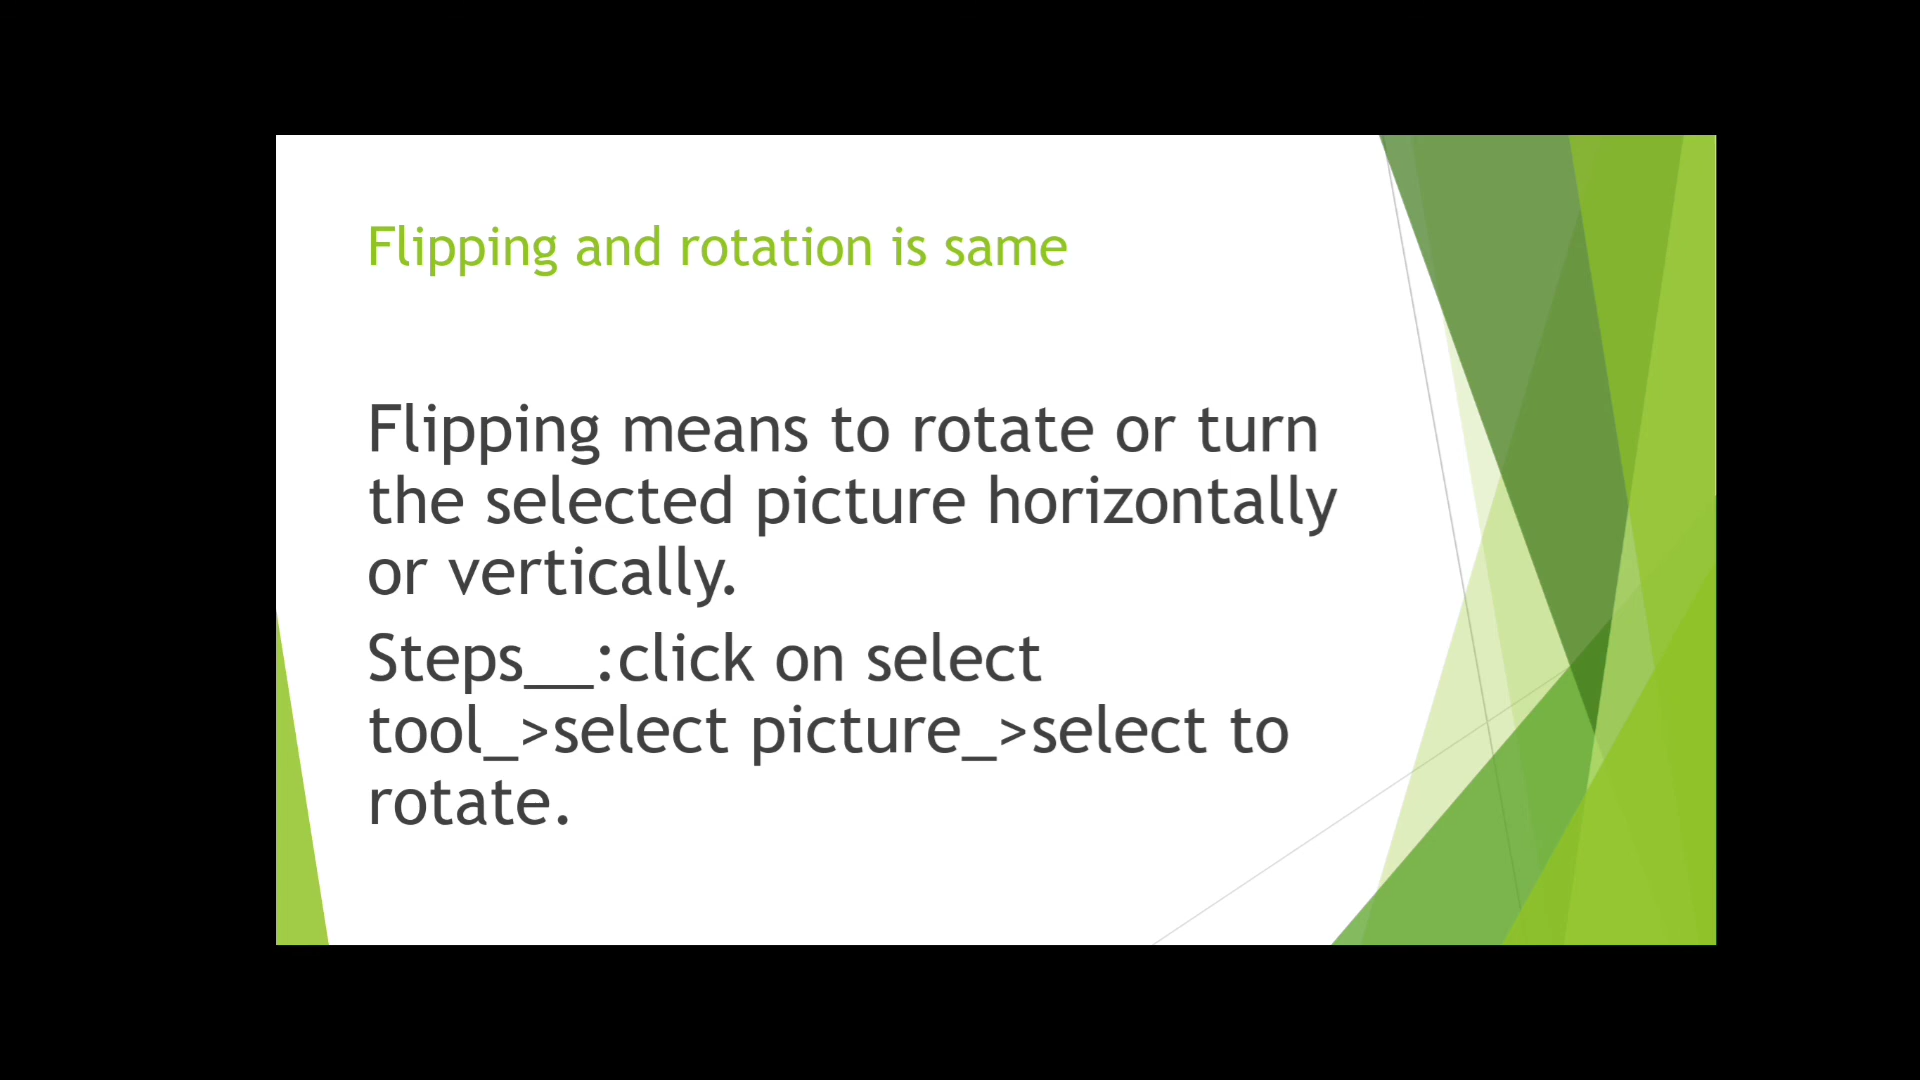 Flipping and rotation is same
Flipping means to rotate or turn
the selected picture horizontally
or vertically.
Steps__:click on select
tool_>select picture_>select to
rotate.